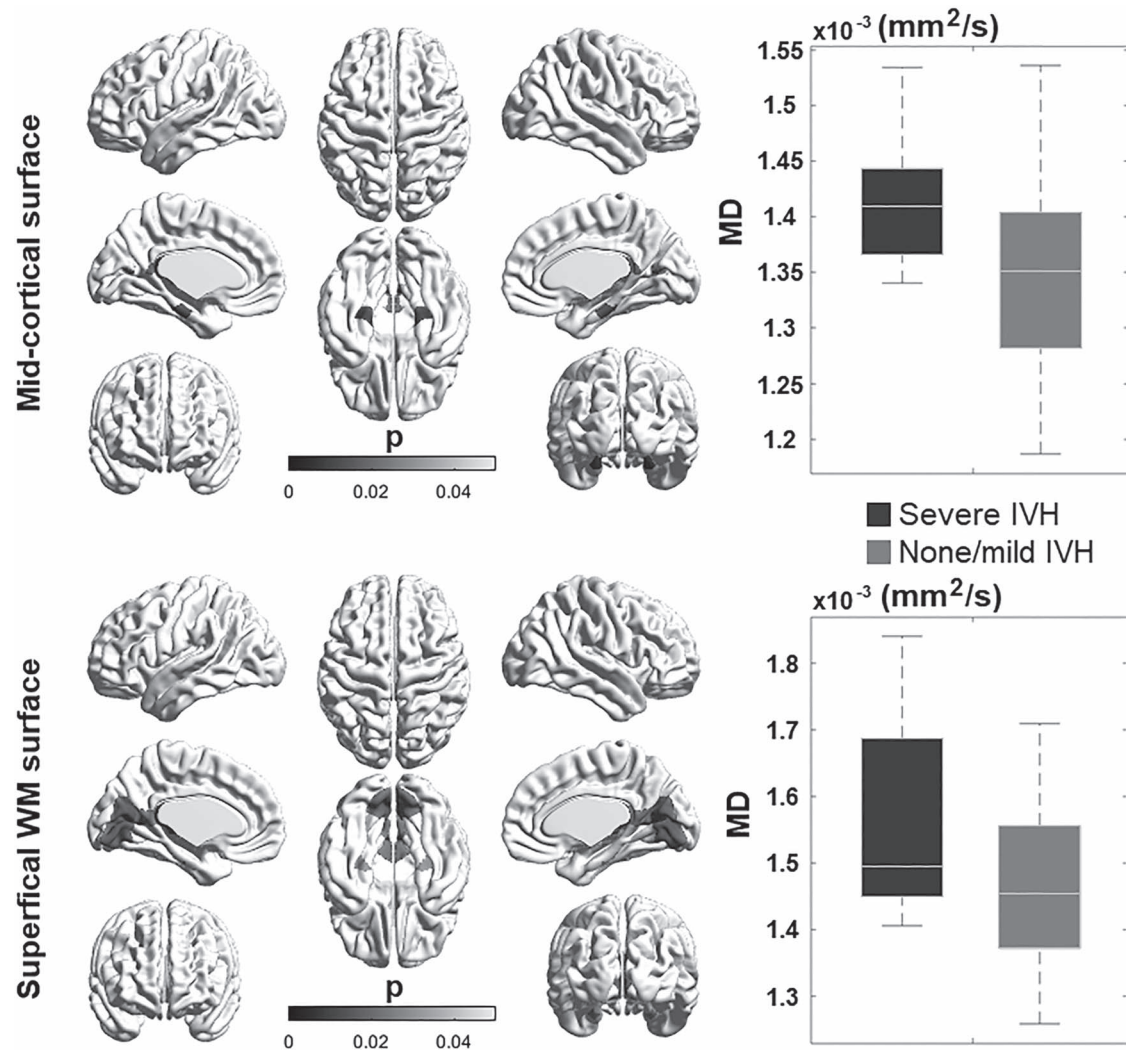 Mid-cortical surface
p
0 0.02 0.04
x10⁻³ (mm²/s)
MD
1.55
1.5
1.45
1.4
1.35
1.3
1.25
1.2
Severe IVH
None/mild IVH
Superfical WM surface
p
0 0.02 0.04
x10⁻³ (mm²/s)
MD
1.8
1.7
1.6
1.5
1.4
1.3